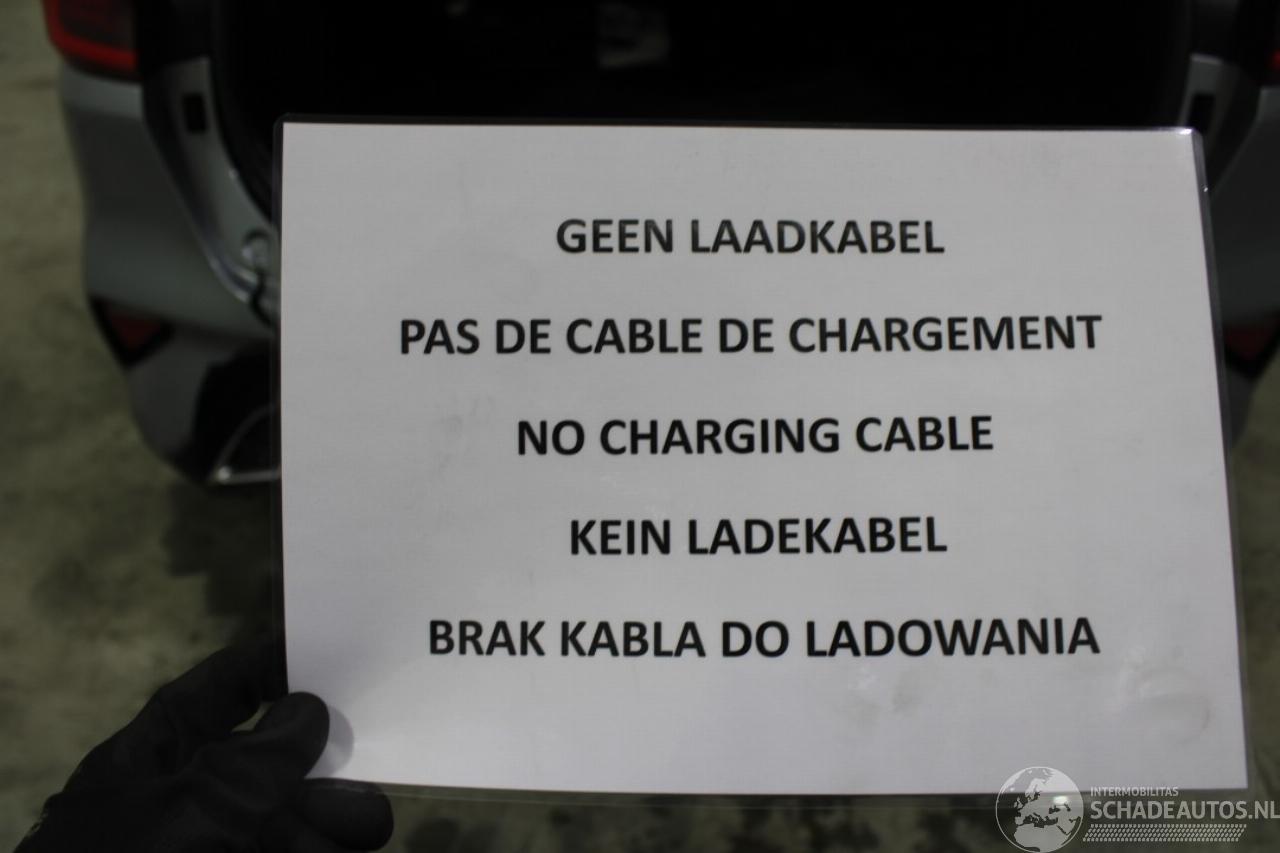 GEEN LAADKABEL
PAS DE CABLE DE CHARGEMENT
NO CHARGING CABLE
KEIN LADEKABEL
BRAK KABLA DO LADOWANIA
INTERMOBILITAS
SCHADEAUTOS.NL